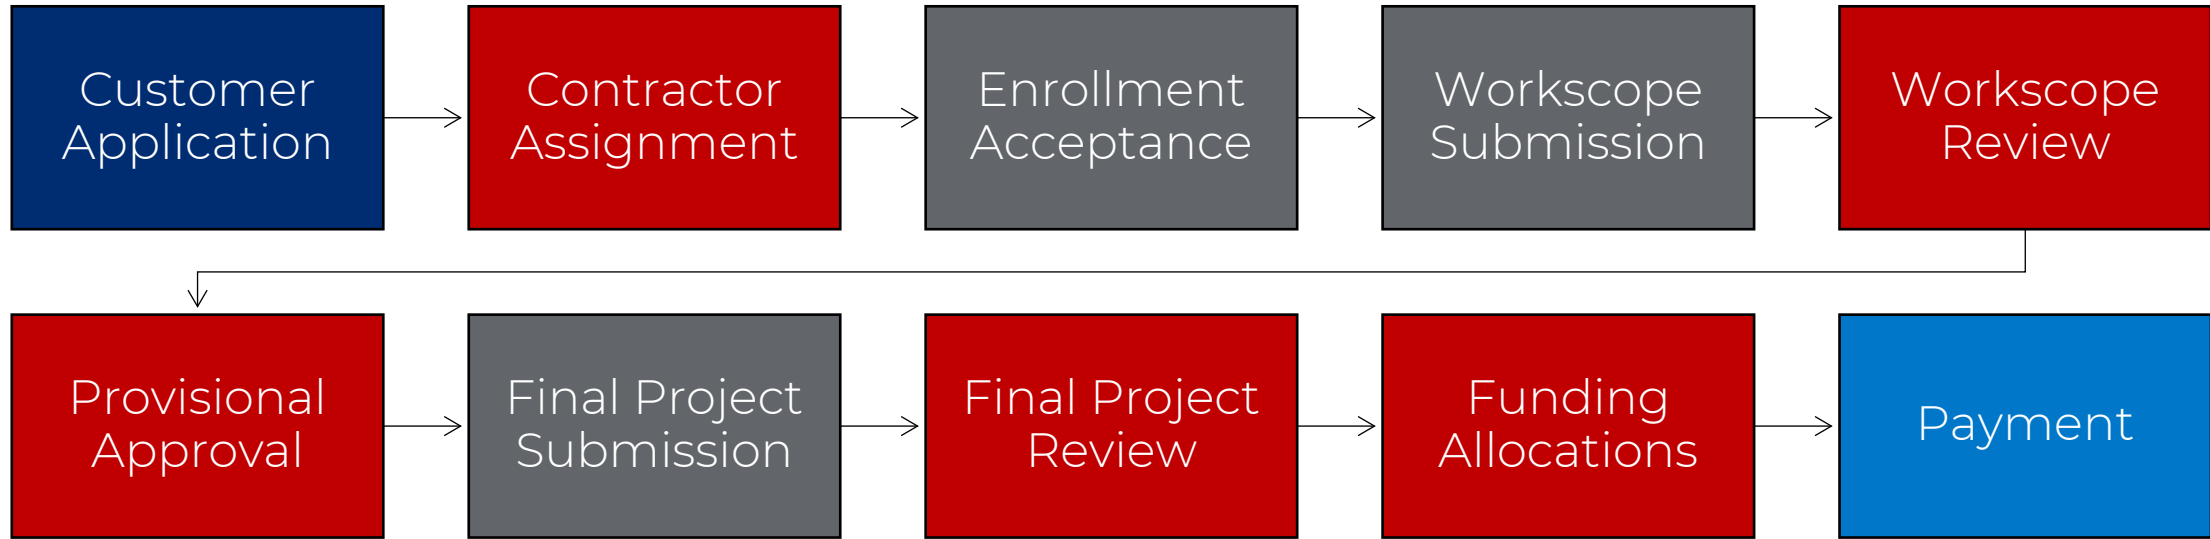 Customer
Application
Contractor
Assignment
Enrollment
Acceptance
Workscope
Submission
Workscope
Review
Provisional
Approval
Final Project
Submission
Final Project
Review
Funding
Allocations
Payment